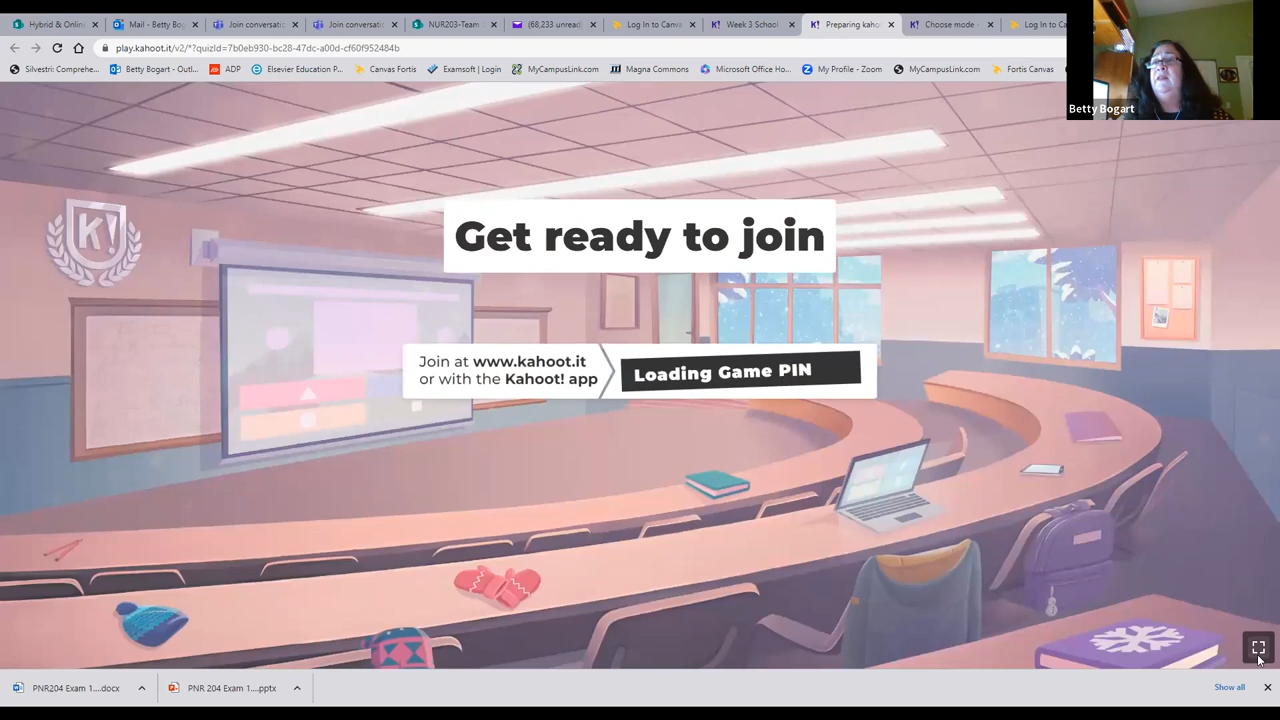 Hybrid & Onlin
Mail - Betty Bog
Join conversatic
Join conversatic
NUR203-Team
(68,233 unread)
Log In to Canva
Week 3 School
Preparing kaho
Choose mode -
Log In to Ca
play.kahoot.it/v2/*?quizId=7b0eb930-bc28-47dc-a00d-cf60f952484b
Silvestri: Comprehe...
Betty Bogart - Outl...
ADP
Elsevier Education P...
Canvas Fortis
Examsoft | Login
MyCampusLink.com
Magna Commons
Microsoft Office Ho...
My Profile - Zoom
MyCampusLink.com
Fortis Canvas
Betty Bogart
K!
Get ready to join
Join at www.kahoot.it
or with the Kahoot! app
Loading Game PIN
PNR204 Exam 1....docx
PNR 204 Exam 1....pptx
Show all